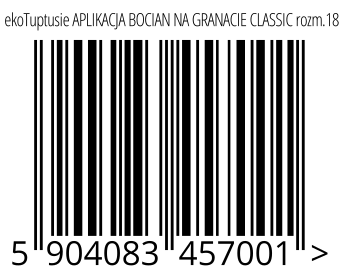 ekoTuptusie APLIKACJA BOCIAN NA GRANACIE CLASSIC rozm.18
5 904083 457001 >